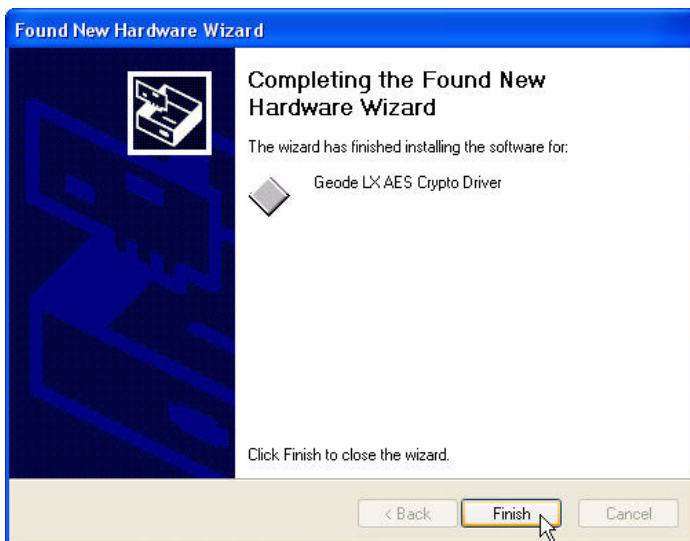 Found New Hardware Wizard
Completing the Found New
Hardware Wizard
The wizard has finished installing the software for:
Geode LX AES Crypto Driver
Click Finish to close the wizard.
< Back
Finish
Cancel